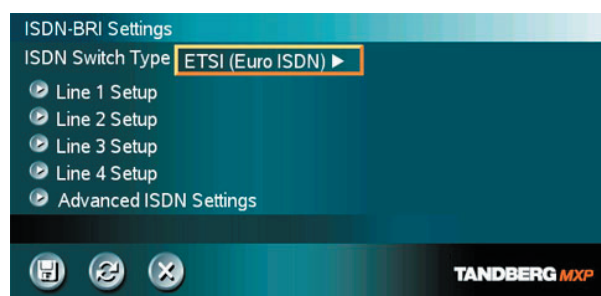 ISDN-BRI Settings
ISDN Switch Type ETSI (Euro ISDN)
Line 1 Setup
Line 2 Setup
Line 3 Setup
Line 4 Setup
Advanced ISDN Settings
TANDBERG MXP